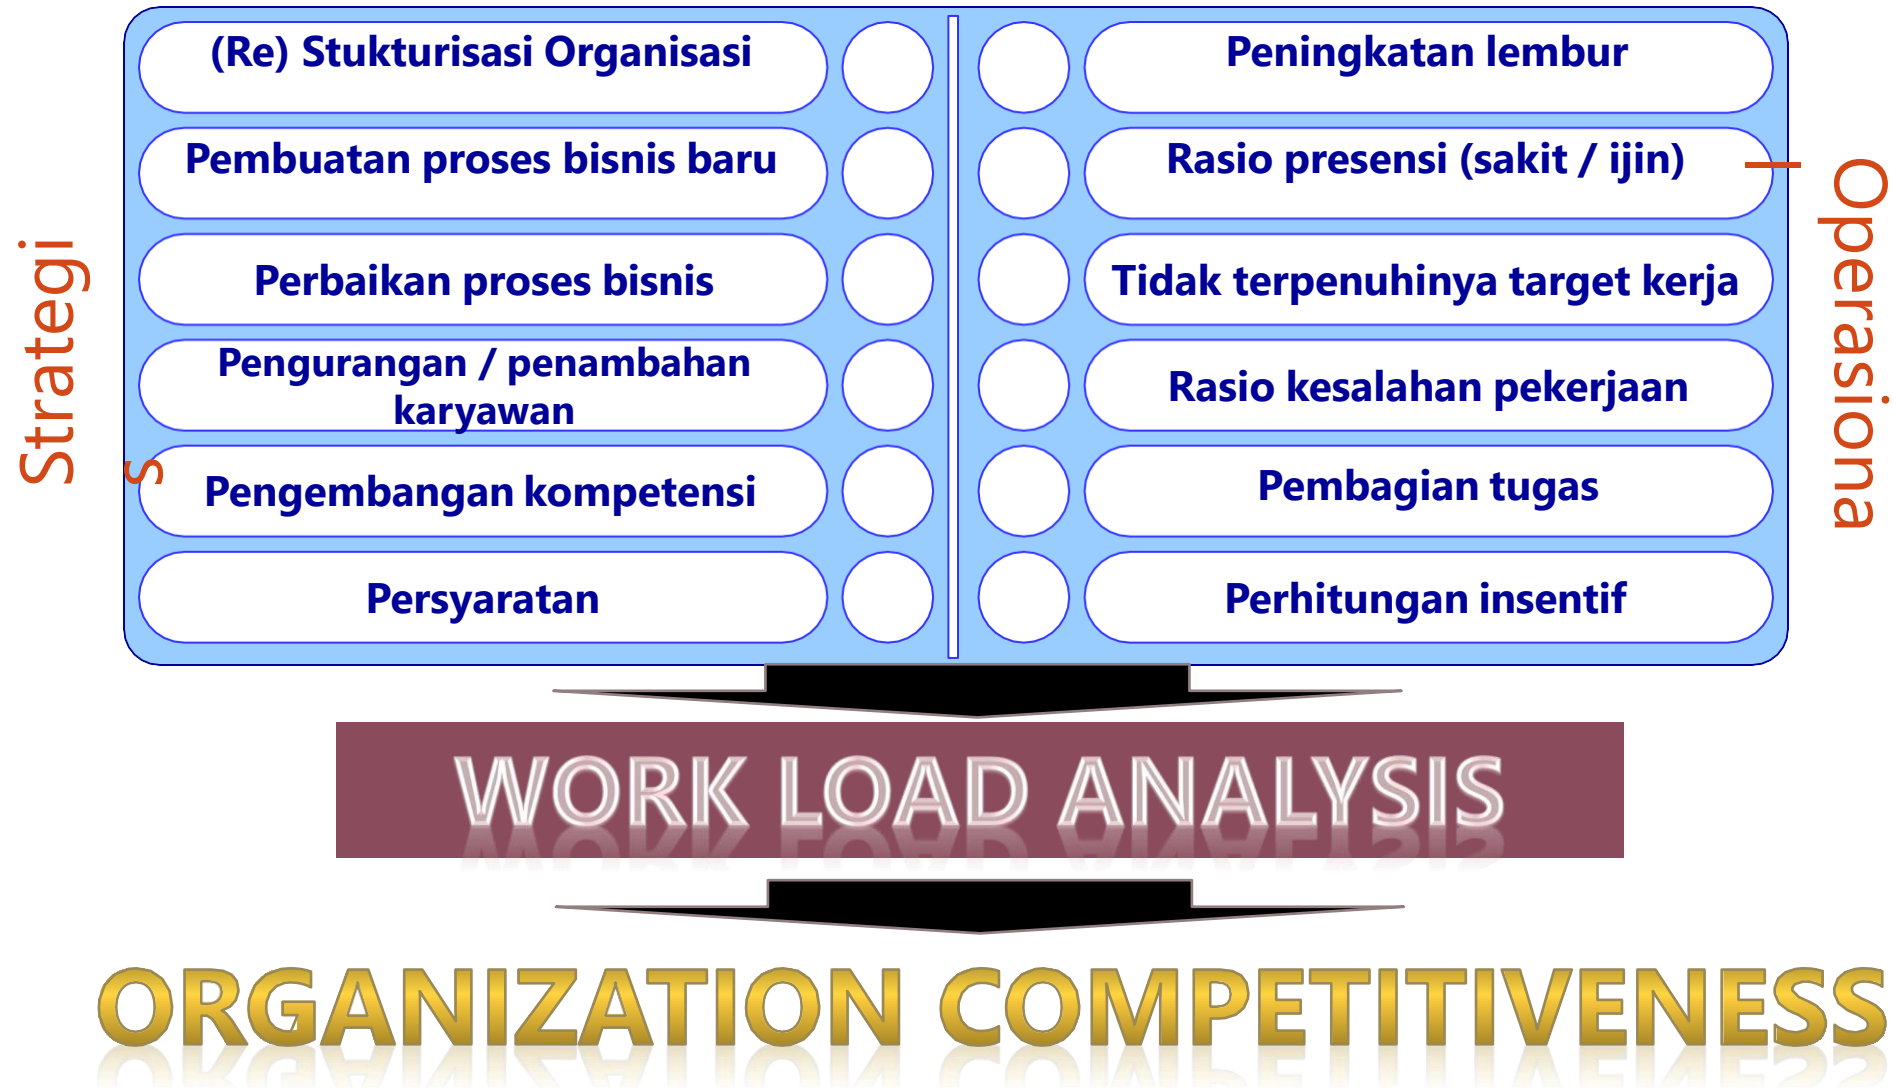 Strategi
s
(Re) Stukturisasi Organisasi
Pembuatan proses bisnis baru
Perbaikan proses bisnis
Pengurangan / penambahan
karyawan
Pengembangan kompetensi
Persyaratan
Peningkatan lembur
Rasio presensi (sakit / ijin)
Tidak terpenuhinya target kerja
Rasio kesalahan pekerjaan
Pembagian tugas
Perhitungan insentif
Operasiona
l
WORK LOAD ANALYSIS
ORGANIZATION COMPETITIVENESS